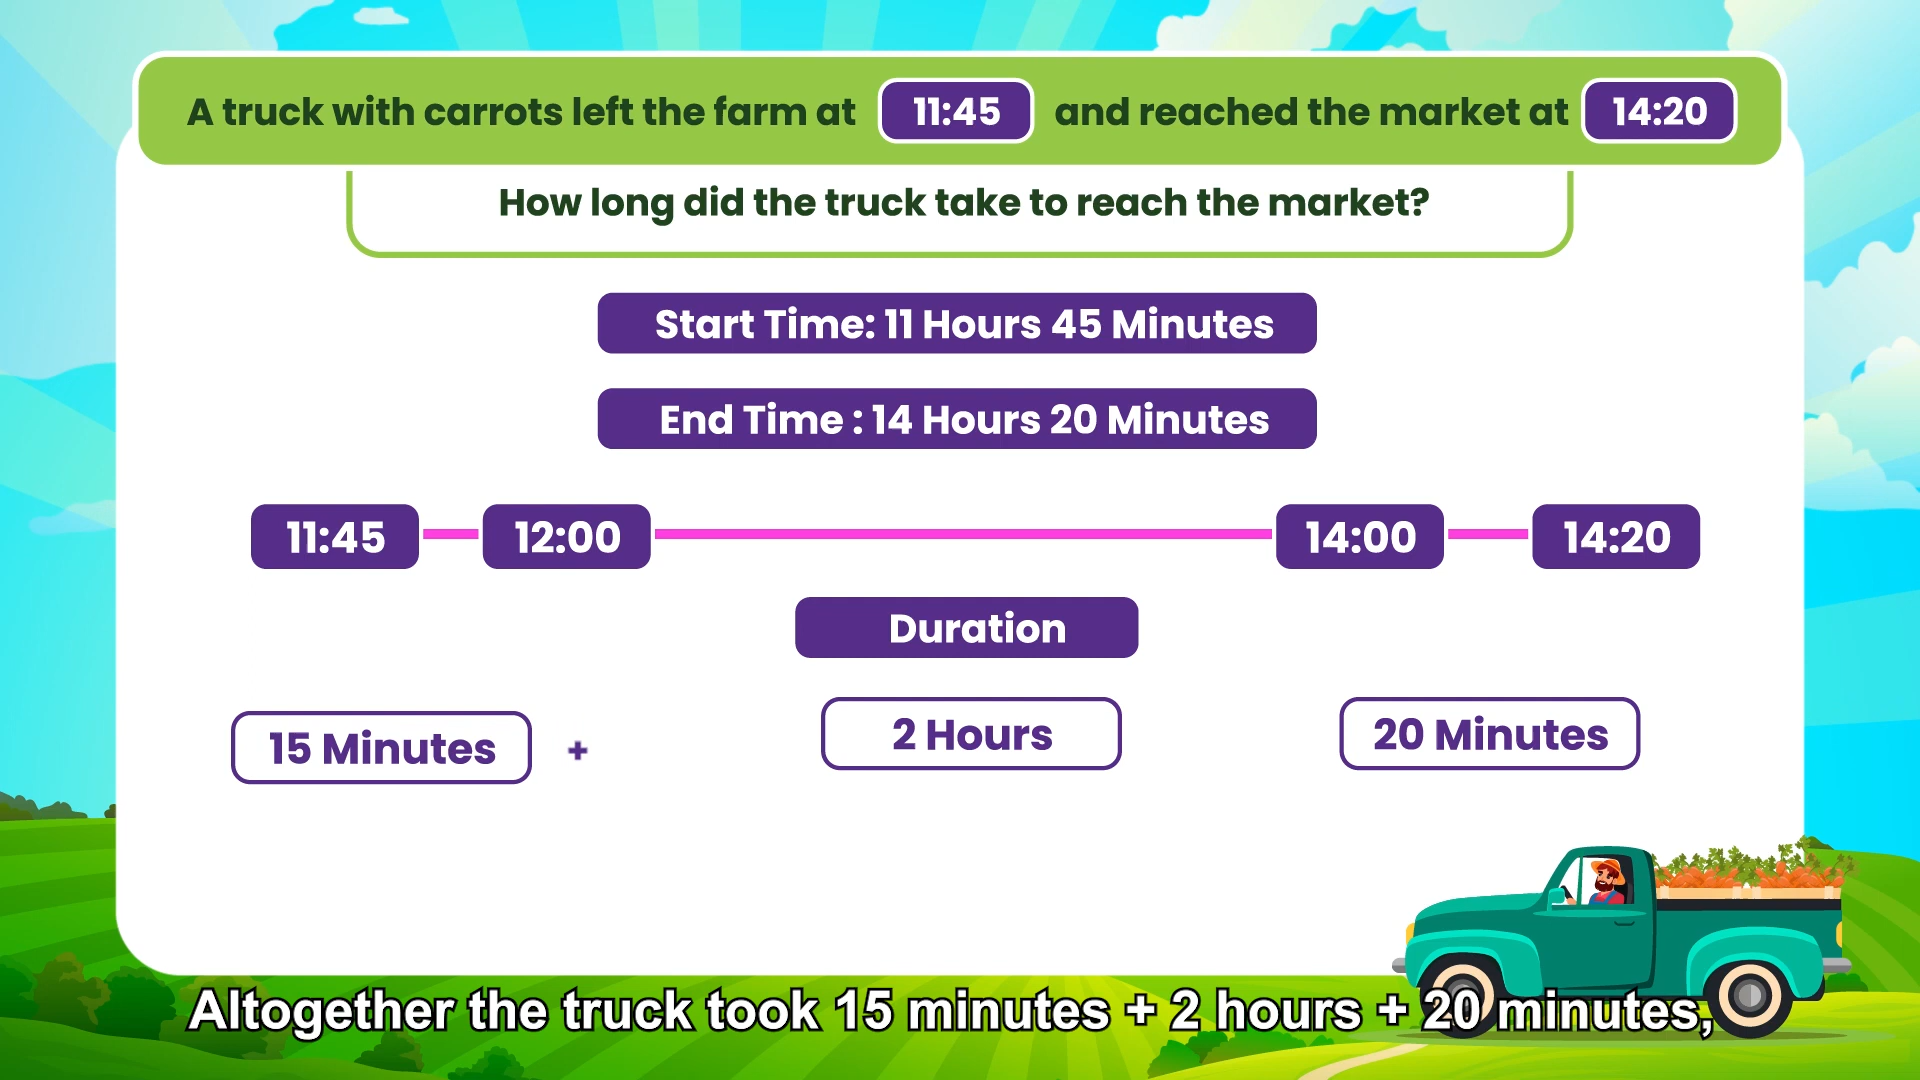 A truck with carrots left the farm at 11:45 and reached the market at 14:20
How long did the truck take to reach the market?
Start Time: 11 Hours 45 Minutes
End Time : 14 Hours 20 Minutes
11:45 12:00 14:00 14:20
Duration
15 Minutes + 2 Hours 20 Minutes
Altogether the truck took 15 minutes + 2 hours + 20 minutes,